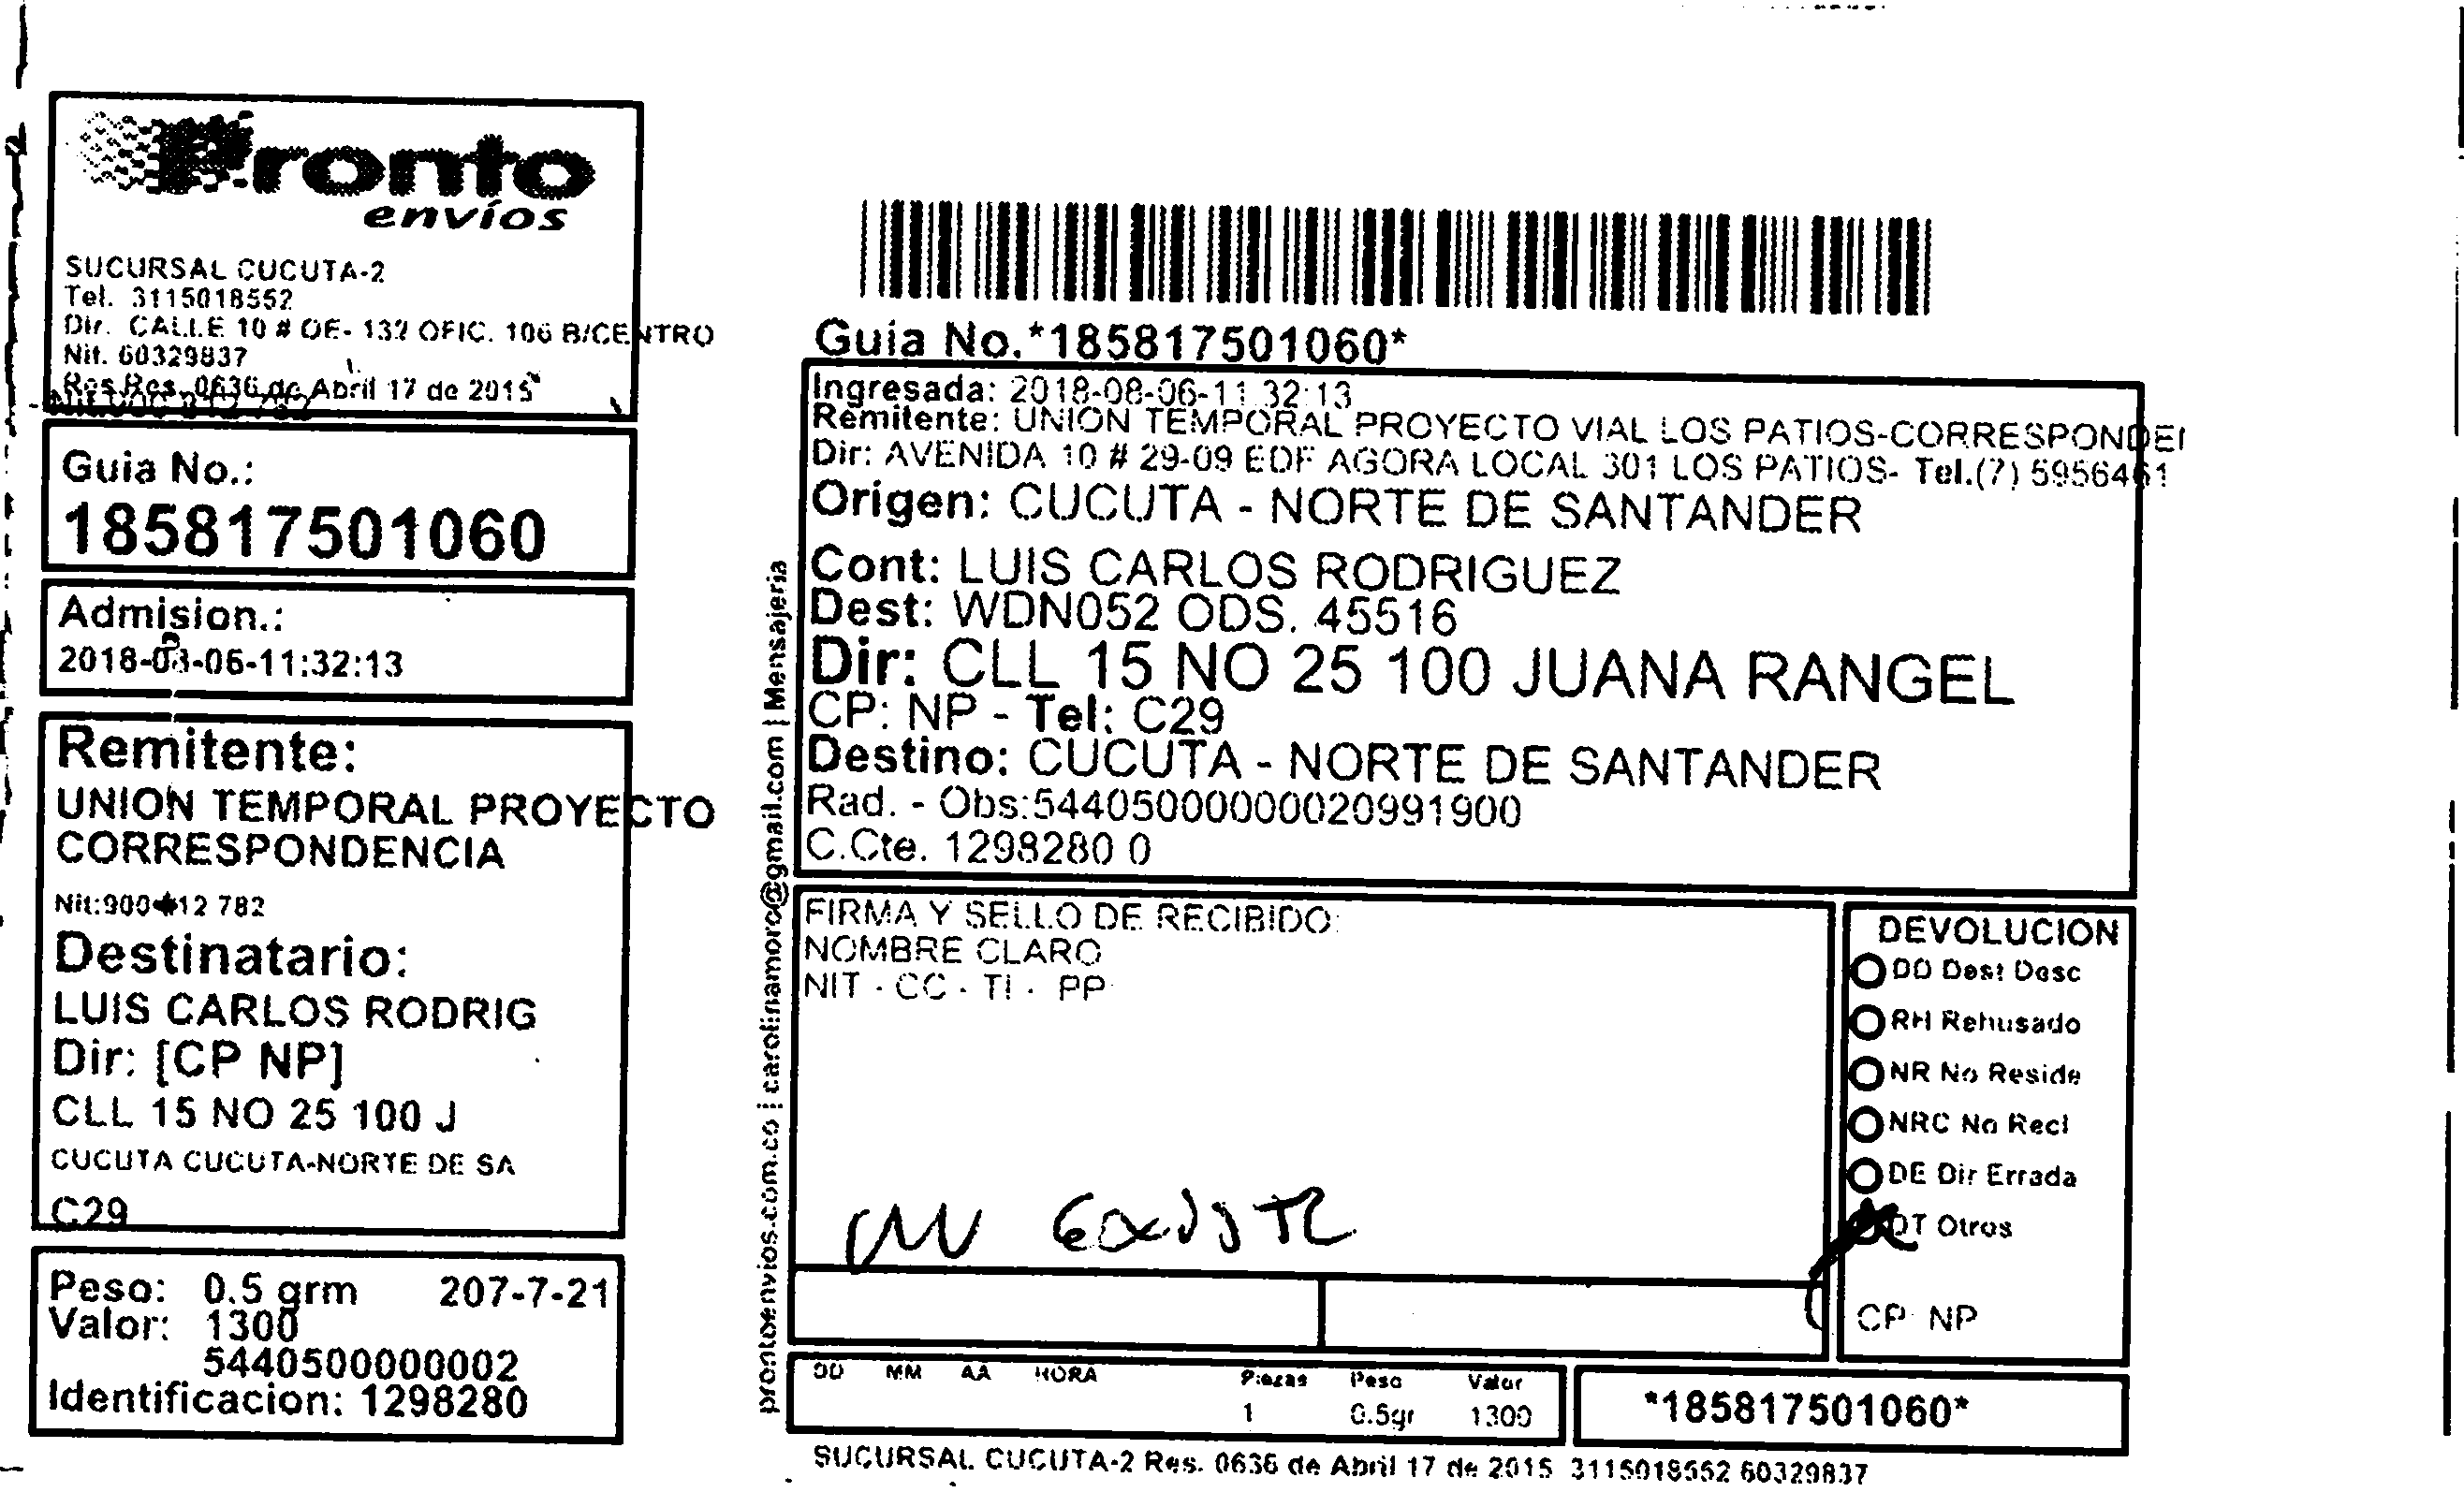 Pronto
envíos
SUCURSAL CUCUTA-2
Tel. 3115018552
Dir. CALLE 10 # OE- 132 OFIC. 106 B/CENTRO
Nit. 60329837
Res Res. 0636 de Abril 17 de 2015
Guia No.:
185817501060
Admision.:
2018-08-06-11:32:13
Remitente:
UNION TEMPORAL PROYECTO
CORRESPONDENCIA
Nit:900 412 782
Destinatario:
LUIS CARLOS RODRIG
Dir: [CP NP]
CLL 15 NO 25 100 J
CUCUTA CUCUTA-NORTE DE SA
C29
Peso: 0.5 grm 207-7-21
Valor: 1300
5440500000002
Identificacion: 1298280
prontoenvios.com.co | carolinamoro@gmail.com | Mensajeria
Guia No.*185817501060*
Ingresada: 2018-08-06-11:32:13
Remitente: UNION TEMPORAL PROYECTO VIAL LOS PATIOS-CORRESPONDEN
Dir: AVENIDA 10 # 29-09 EDF AGORA LOCAL 301 LOS PATIOS- Tel.(7) 5956461
Origen: CUCUTA - NORTE DE SANTANDER
Cont: LUIS CARLOS RODRIGUEZ
Dest: WDN052 ODS. 45516
Dir: CLL 15 NO 25 100 JUANA RANGEL
CP: NP - Tel: C29
Destino: CUCUTA - NORTE DE SANTANDER
Rad. - Obs:5440500000000020991900
C.Cte. 1298280 0
FIRMA Y SELLO DE RECIBIDO:
NOMBRE CLARO
NIT - CC - TI - PP
DEVOLUCION
DD Dest Desc
RH Rehusado
NR No Reside
NRC No Recl
DE Dir Errada
OT Otros
CP: NP
DD MM AA HORA Piezas Peso Valor
1 0.5gr 1300
*185817501060*
SUCURSAL CUCUTA-2 Res. 0636 de Abril 17 de 2015 3115018552 60329837